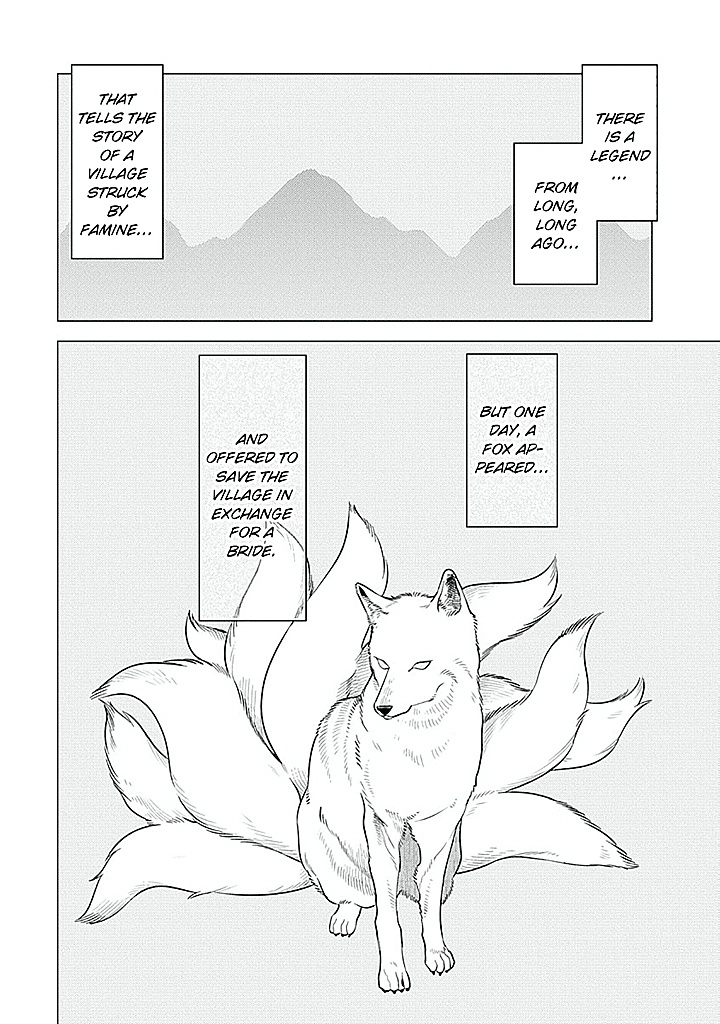 THERE
IS A
LEGEND
...
FROM
LONG,
LONG
AGO...
THAT
TELLS THE
STORY
OF A
VILLAGE
STRUCK
BY
FAMINE...
BUT ONE
DAY, A
FOX AP-
PEARED...
AND
OFFERED TO
SAVE THE
VILLAGE IN
EXCHANGE
FOR A
BRIDE.